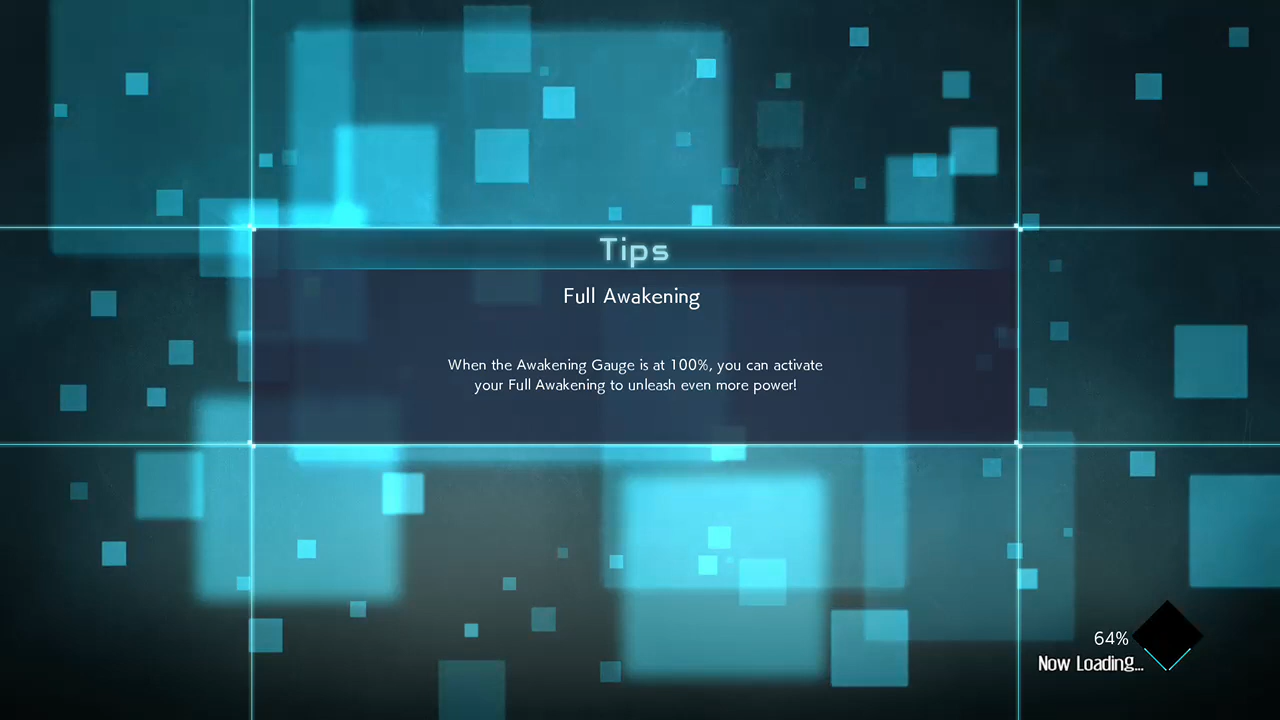 Tips
Full Awakening
When the Awakening Gauge is at 100%, you can activate
your Full Awakening to unleash even more power!
64%
Now Loading...